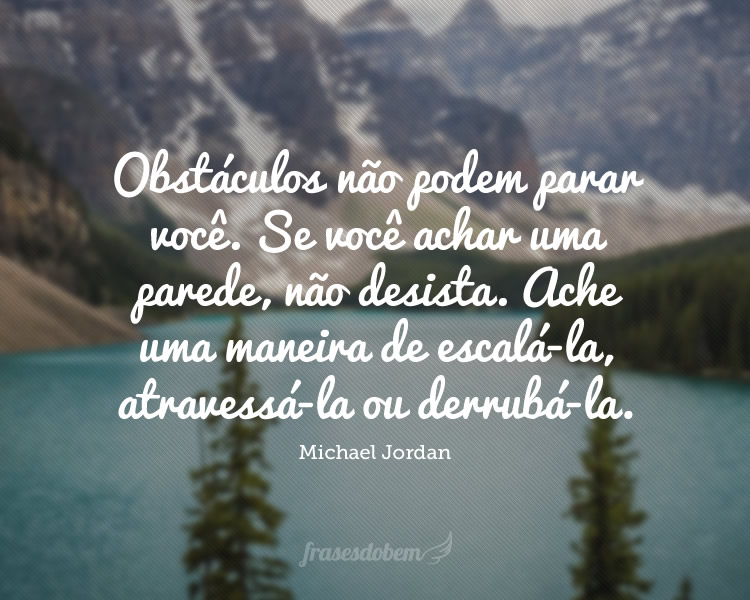 Obstáculos não podem parar
você. Se você achar uma
parede, não desista. Ache
uma maneira de escalá-la,
atravessá-la ou derrubá-la.
Michael Jordan
frasesdobem